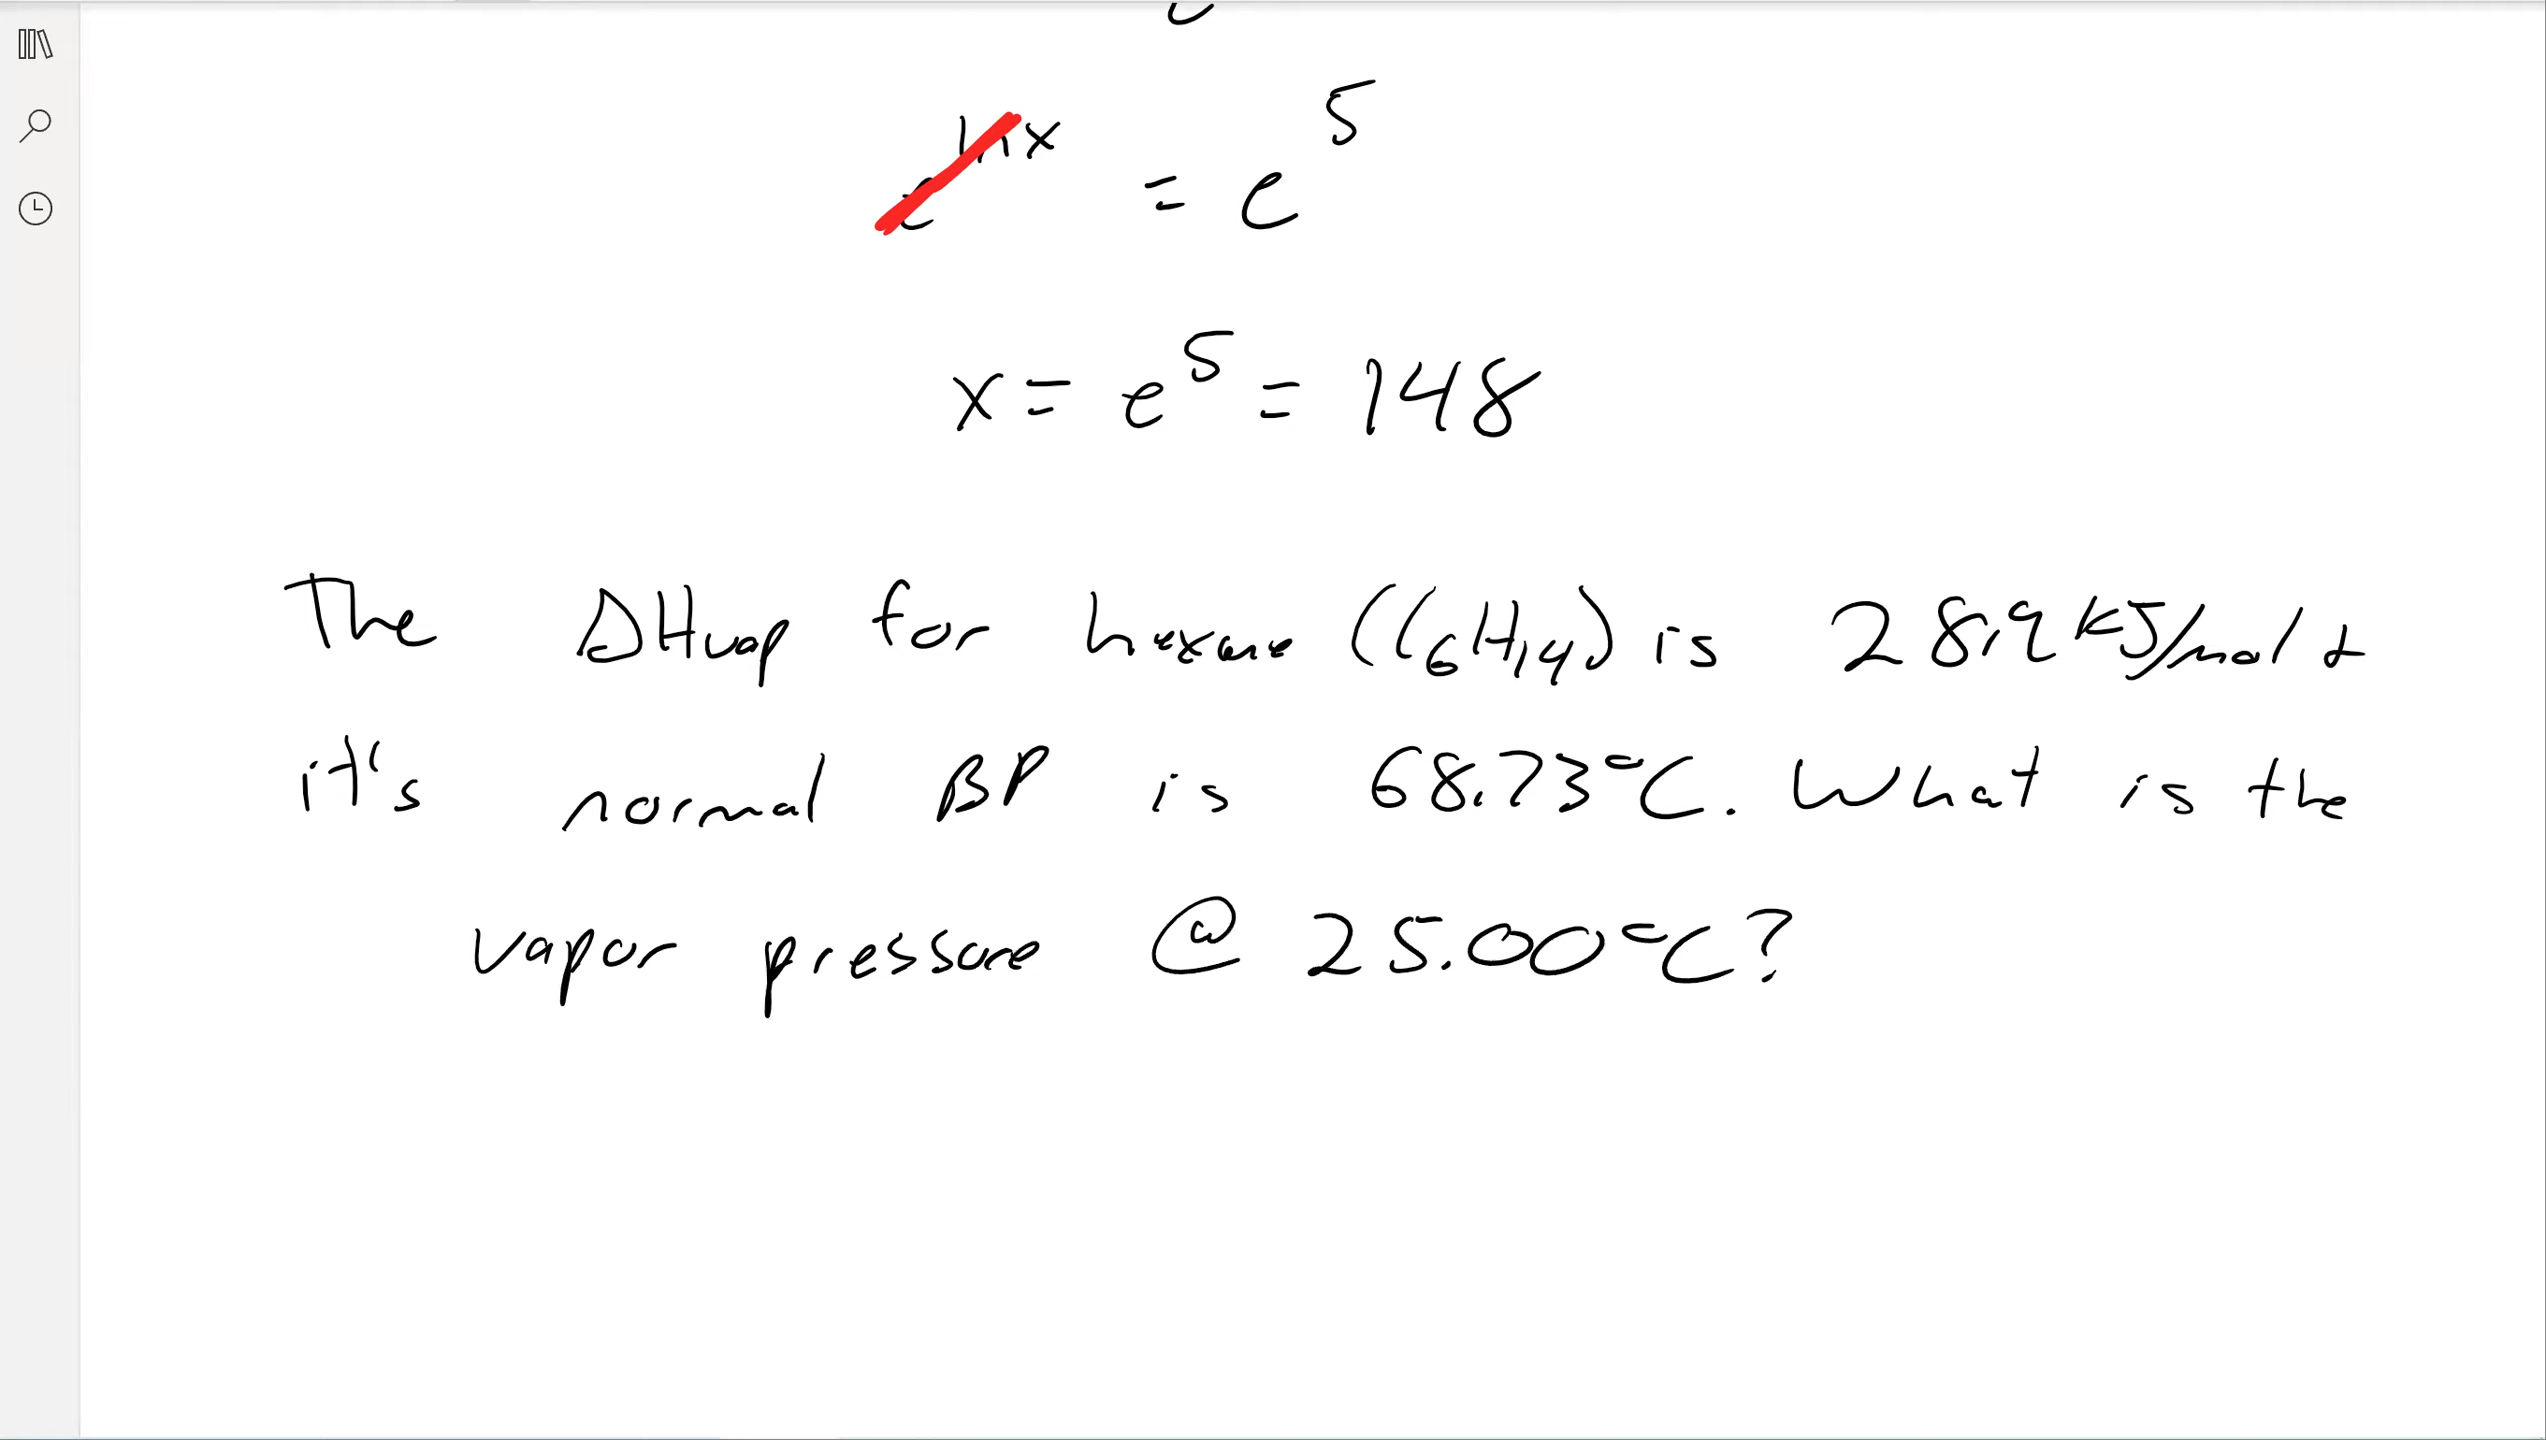 e^ln x = e^5
x = e^5 = 148
The ΔHvap for hexane (C6H14) is 28.9 kJ/mol +
it's normal BP is 68.73°C. What is the
vapor pressure @ 25.00°C?